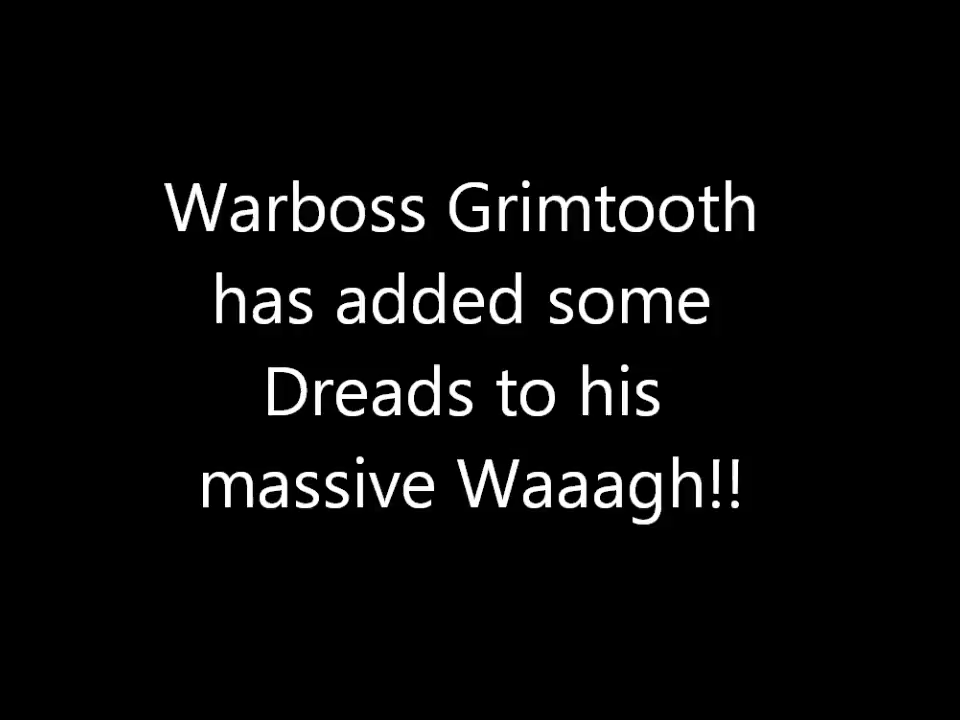 Warboss Grimtooth
has added some
Dreads to his
massive Waaagh!!